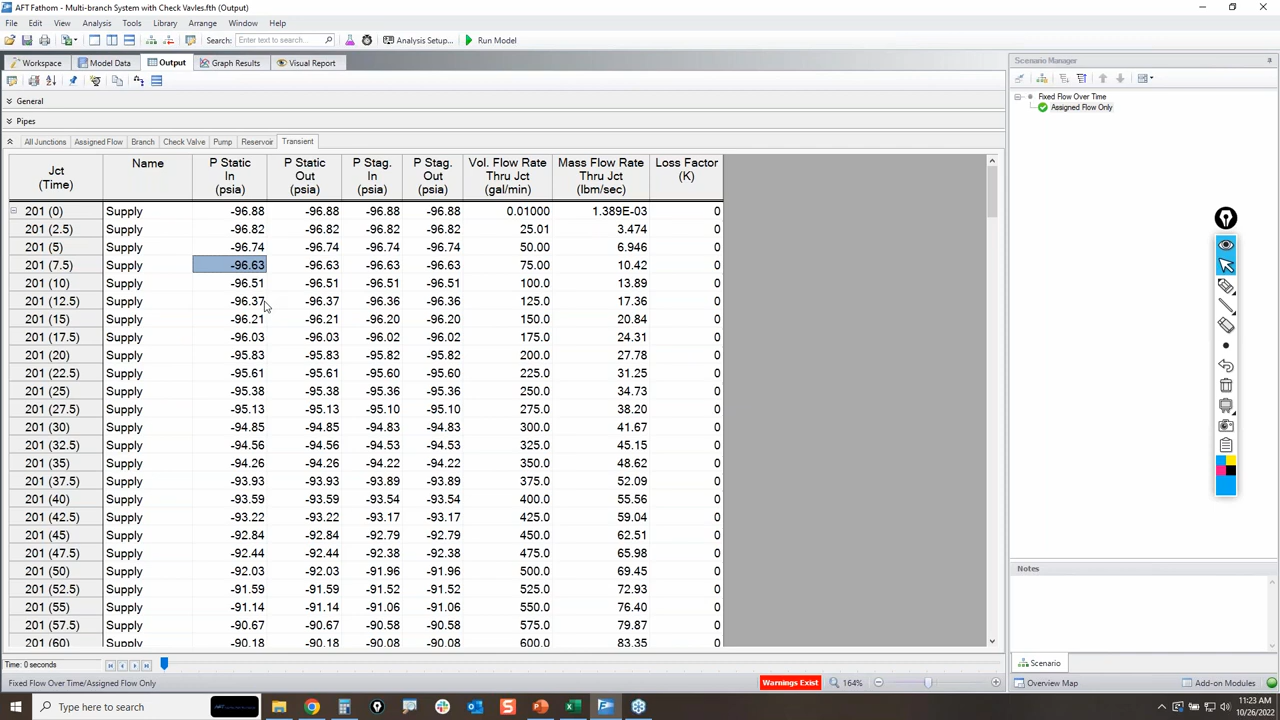 AFT Fathom - Multi-branch System with Check Vavles.fth (Output)
File Edit View Analysis Tools Library Arrange Window Help
Search: Enter text to search... Analysis Setup... Run Model
Workspace Model Data Output Graph Results Visual Report
General
Pipes
All Junctions Assigned Flow Branch Check Valve Pump Reservoir Transient
Jct (Time) Name P Static In (psia) P Static Out (psia) P Stag. In (psia) P Stag. Out (psia) Vol. Flow Rate Thru Jct (gal/min) Mass Flow Rate Thru Jct (lbm/sec) Loss Factor (K)
201 (0) Supply -96.88 -96.88 -96.88 -96.88 0.01000 1.389E-03 0
201 (2.5) Supply -96.82 -96.82 -96.82 -96.82 25.01 3.474 0
201 (5) Supply -96.74 -96.74 -96.74 -96.74 50.00 6.946 0
201 (7.5) Supply -96.63 -96.63 -96.63 -96.63 75.00 10.42 0
201 (10) Supply -96.51 -96.51 -96.51 -96.51 100.0 13.89 0
201 (12.5) Supply -96.37 -96.37 -96.36 -96.36 125.0 17.36 0
201 (15) Supply -96.21 -96.21 -96.20 -96.20 150.0 20.84 0
201 (17.5) Supply -96.03 -96.03 -96.02 -96.02 175.0 24.31 0
201 (20) Supply -95.83 -95.83 -95.82 -95.82 200.0 27.78 0
201 (22.5) Supply -95.61 -95.61 -95.60 -95.60 225.0 31.25 0
201 (25) Supply -95.38 -95.38 -95.36 -95.36 250.0 34.73 0
201 (27.5) Supply -95.13 -95.13 -95.10 -95.10 275.0 38.20 0
201 (30) Supply -94.85 -94.85 -94.83 -94.83 300.0 41.67 0
201 (32.5) Supply -94.56 -94.56 -94.53 -94.53 325.0 45.15 0
201 (35) Supply -94.26 -94.26 -94.22 -94.22 350.0 48.62 0
201 (37.5) Supply -93.93 -93.93 -93.89 -93.89 375.0 52.09 0
201 (40) Supply -93.59 -93.59 -93.54 -93.54 400.0 55.56 0
201 (42.5) Supply -93.22 -93.22 -93.17 -93.17 425.0 59.04 0
201 (45) Supply -92.84 -92.84 -92.79 -92.79 450.0 62.51 0
201 (47.5) Supply -92.44 -92.44 -92.38 -92.38 475.0 65.98 0
201 (50) Supply -92.03 -92.03 -91.96 -91.96 500.0 69.45 0
201 (52.5) Supply -91.59 -91.59 -91.52 -91.52 525.0 72.93 0
201 (55) Supply -91.14 -91.14 -91.06 -91.06 550.0 76.40 0
201 (57.5) Supply -90.67 -90.67 -90.58 -90.58 575.0 79.87 0
201 (60) Supply -90.18 -90.18 -90.08 -90.08 600.0 83.35 0
Time: 0 seconds
Fixed Flow Over Time/Assigned Flow Only Warnings Exist 164%
Scenario Manager
Fixed Flow Over Time
Assigned Flow Only
Notes
Scenario
Overview Map Add-on Modules
Type here to search
11:23 AM
10/26/2022